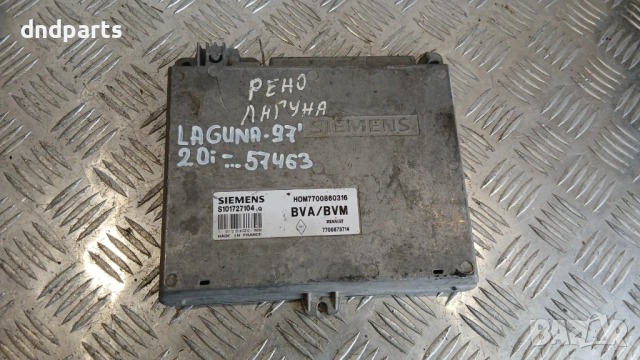 dndparts
РЕНО
ЛАГУНА
SIEMENS
LAGUNA-97'
2.0i-..57463
SIEMENS
S101727104.Q
MADE IN FRANCE
HOM7700860316
BVA/BVM
RENAULT
7700873714
BAZAR